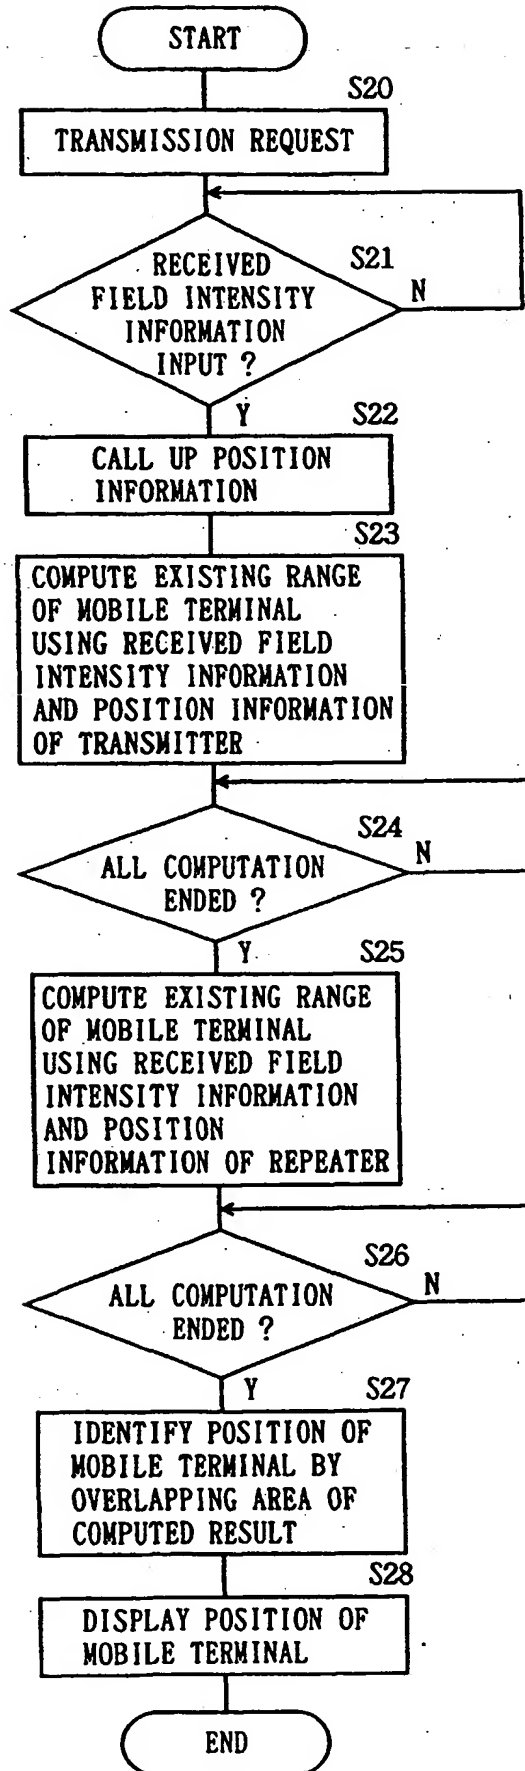 START
S20
TRANSMISSION REQUEST
S21
RECEIVED
FIELD INTENSITY
INFORMATION
INPUT ?
N
Y
S22
CALL UP POSITION
INFORMATION
S23
COMPUTE EXISTING RANGE
OF MOBILE TERMINAL
USING RECEIVED FIELD
INTENSITY INFORMATION
AND POSITION INFORMATION
OF TRANSMITTER
S24
ALL COMPUTATION
ENDED ?
N
Y
S25
COMPUTE EXISTING RANGE
OF MOBILE TERMINAL
USING RECEIVED FIELD
INTENSITY INFORMATION
AND POSITION
INFORMATION OF REPEATER
S26
ALL COMPUTATION
ENDED ?
N
Y
S27
IDENTIFY POSITION OF
MOBILE TERMINAL BY
OVERLAPPING AREA OF
COMPUTED RESULT
S28
DISPLAY POSITION OF
MOBILE TERMINAL
END